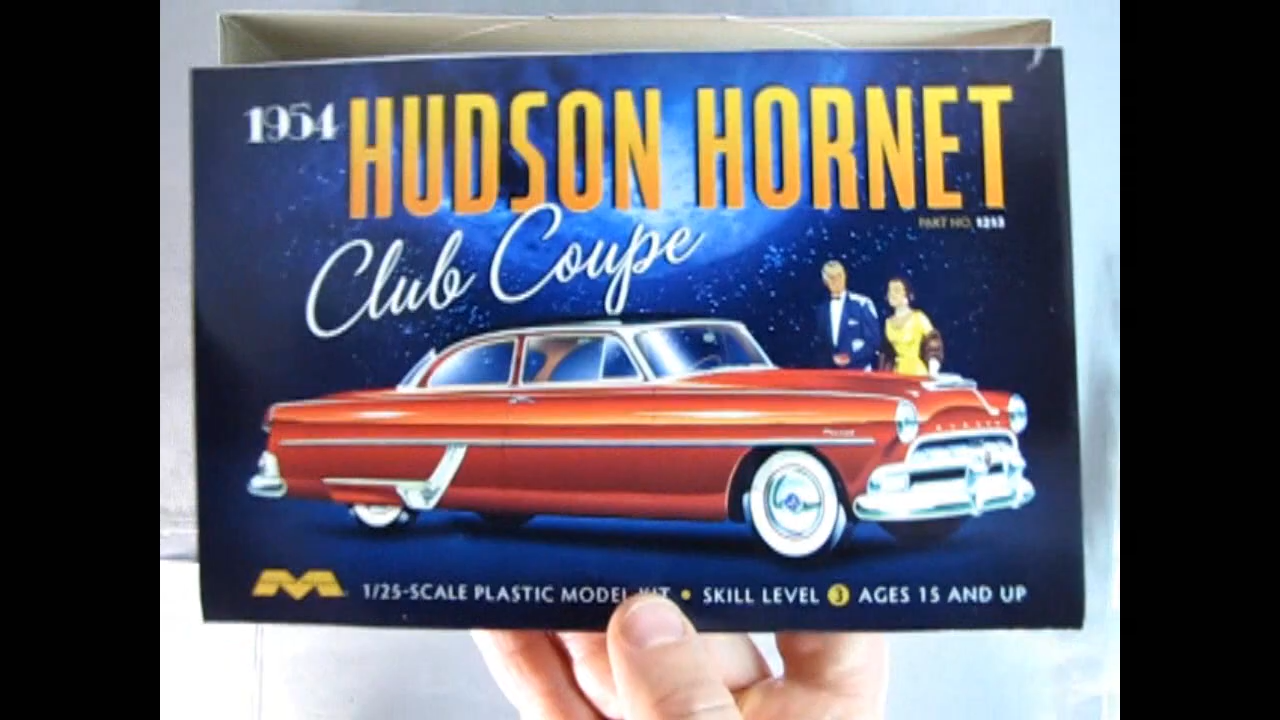 1954 HUDSON HORNET
PART NO. 1213
Club Coupe
HUDSON
1/25-SCALE PLASTIC MODEL KIT • SKILL LEVEL 3 AGES 15 AND UP